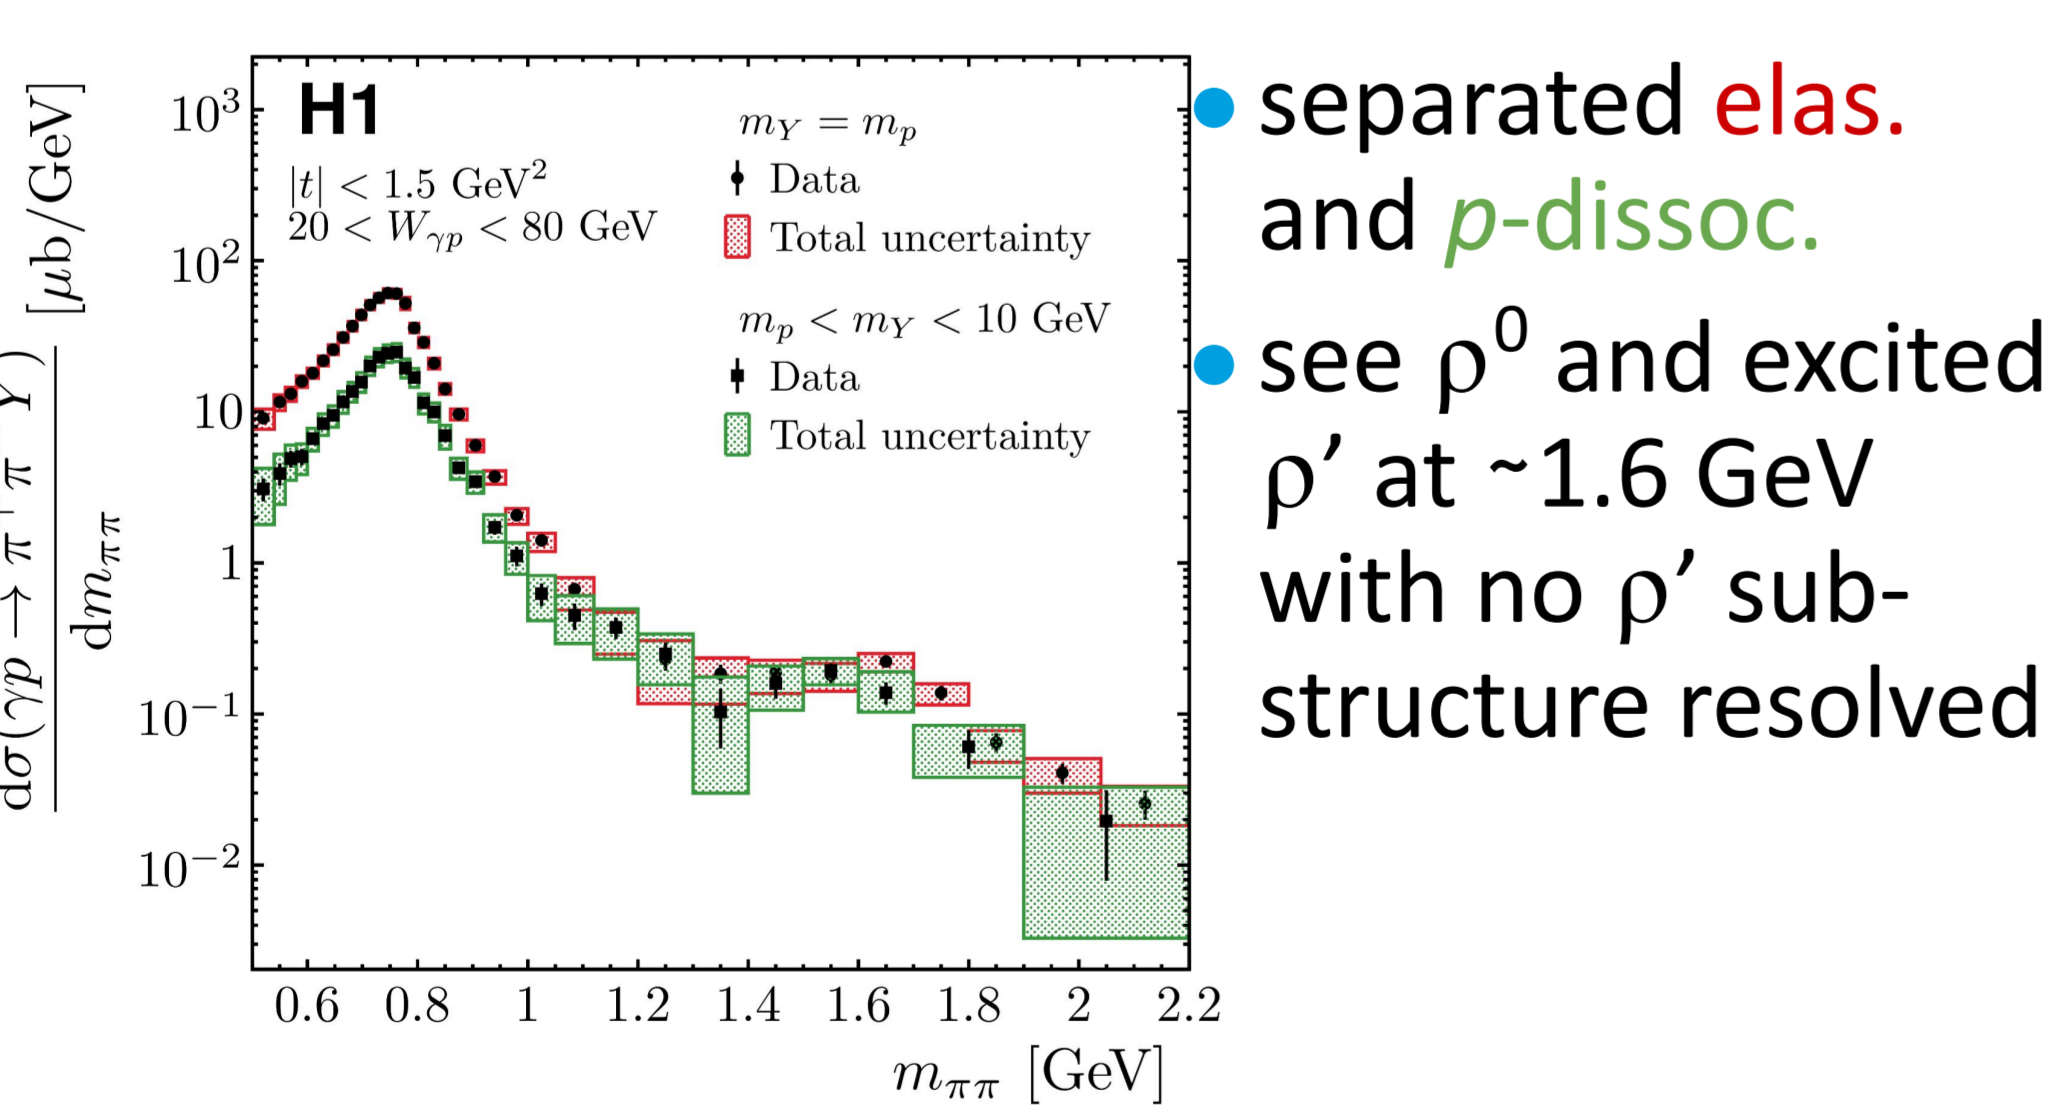 H1
|t| < 1.5 GeV²
20 < W_γp < 80 GeV
m_Y = m_p
Data
Total uncertainty
m_p < m_Y < 10 GeV
Data
Total uncertainty
dσ(γp → π⁺π⁻Y)
dm_ππ
[μb/GeV]
10³
10²
10
1
10⁻¹
10⁻²
0.6 0.8 1 1.2 1.4 1.6 1.8 2 2.2
m_ππ [GeV]
● separated elas.
and p-dissoc.
● see ρ⁰ and excited
ρ′ at ~1.6 GeV
with no ρ′ sub-
structure resolved